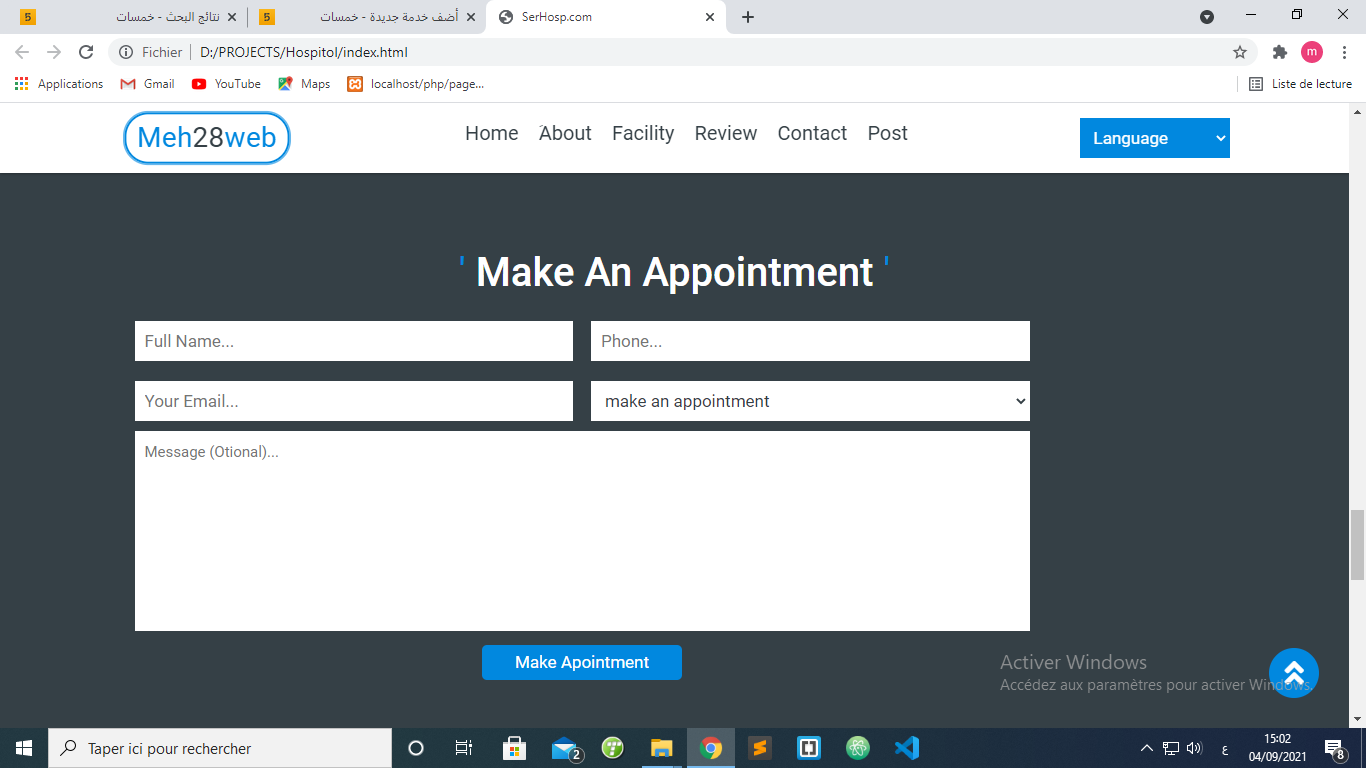 نتائج البحث - خمسات
أضف خدمة جديدة - خمسات
SerHosp.com
Fichier
D:/PROJECTS/Hospitol/index.html
m
Applications
Gmail
YouTube
Maps
localhost/php/page...
Liste de lecture
Meh28web
Home
About
Facility
Review
Contact
Post
Language
' Make An Appointment '
Full Name...
Phone...
Your Email...
make an appointment
Message (Otional)...
Make Apointment
Activer Windows
Accédez aux paramètres pour activer Windows.
Taper ici pour rechercher
2
ع
15:02
04/09/2021
8